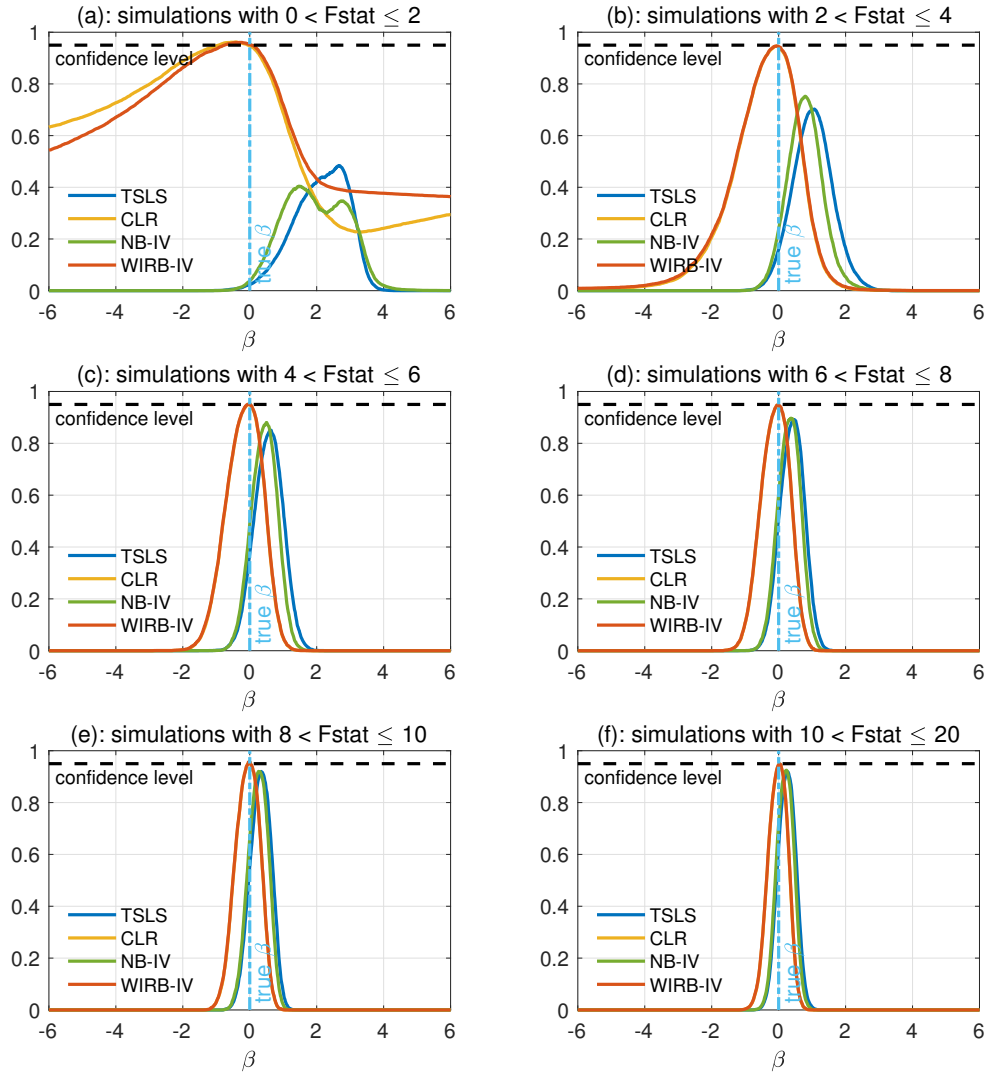 (a): simulations with 0 < Fstat ≤ 2
1
0.8
0.6
0.4
0.2
0
confidence level
TSLS
CLR
NB-IV
WIRB-IV
true β
-6 -4 -2 0 2 4 6
β
(b): simulations with 2 < Fstat ≤ 4
1
0.8
0.6
0.4
0.2
0
confidence level
TSLS
CLR
NB-IV
WIRB-IV
true β
-6 -4 -2 0 2 4 6
β
(c): simulations with 4 < Fstat ≤ 6
1
0.8
0.6
0.4
0.2
0
confidence level
TSLS
CLR
NB-IV
WIRB-IV
true β
-6 -4 -2 0 2 4 6
β
(d): simulations with 6 < Fstat ≤ 8
1
0.8
0.6
0.4
0.2
0
confidence level
TSLS
CLR
NB-IV
WIRB-IV
true β
-6 -4 -2 0 2 4 6
β
(e): simulations with 8 < Fstat ≤ 10
1
0.8
0.6
0.4
0.2
0
confidence level
TSLS
CLR
NB-IV
WIRB-IV
true β
-6 -4 -2 0 2 4 6
β
(f): simulations with 10 < Fstat ≤ 20
1
0.8
0.6
0.4
0.2
0
confidence level
TSLS
CLR
NB-IV
WIRB-IV
true β
-6 -4 -2 0 2 4 6
β